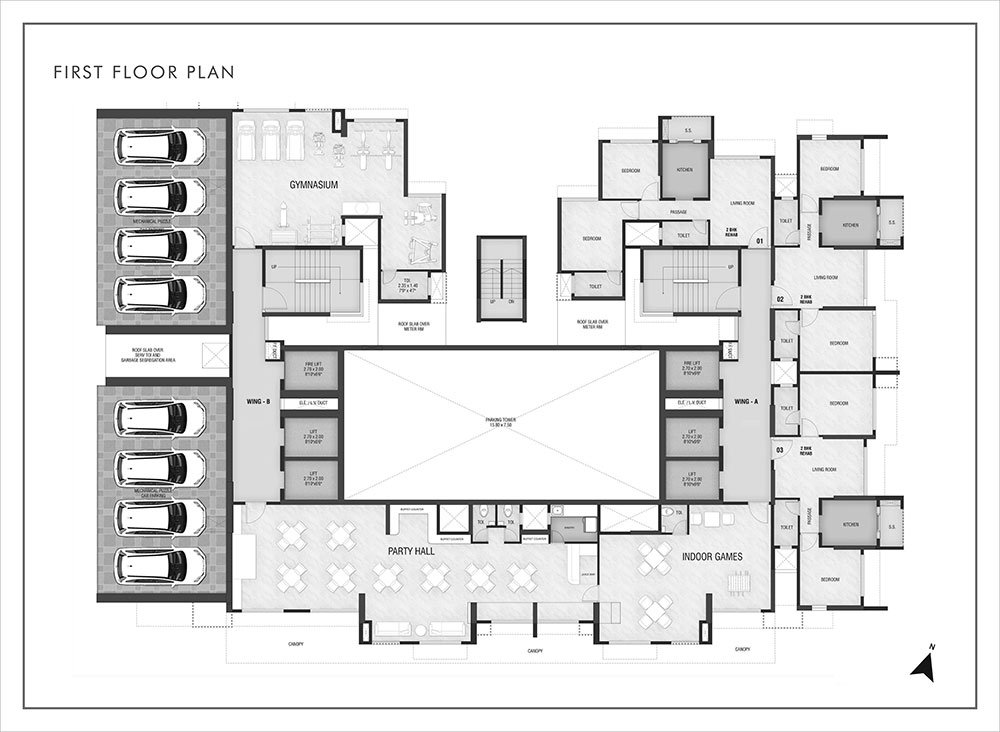 FIRST FLOOR PLAN
GYMNASIUM
MECHANICAL PUZZLE
TOI.
2.35 x 1.40
7'9" x 4'7"
UP
ROOF SLAB OVER
METER RM
UP
DN
ROOF SLAB OVER
METER RM
UP
S.S.
BEDROOM
KITCHEN
LIVING ROOM
PASSAGE
BEDROOM
TOILET
2 BHK
REHAB
01
TOILET
BEDROOM
TOILET
PASSAGE
KITCHEN
S.S.
LIVING ROOM
02
2 BHK
REHAB
TOILET
BEDROOM
ROOF SLAB OVER
SERV TOI AND
GARBAGE SEGREGATION AREA
WING - B
FIRE LIFT
2.70 x 2.00
8'10"x6'6"
ELE. / L.V. DUCT
LIFT
2.70 x 2.00
8'10"x6'6"
LIFT
2.70 x 2.00
8'10"x6'6"
PARKING TOWER
15.80 x 7.50
FIRE LIFT
2.70 x 2.00
8'10"x6'6"
ELE. / L.V. DUCT
LIFT
2.70 x 2.00
8'10"x6'6"
LIFT
2.70 x 2.00
8'10"x6'6"
WING - A
TOILET
BEDROOM
03
2 BHK
REHAB
LIVING ROOM
TOILET
PASSAGE
KITCHEN
S.S.
BEDROOM
MECHANICAL PUZZLE
CAR PARKING
BUFFET COUNTER
BUFFET COUNTER
TOI.
TOI.
BUFFET COUNTER
TOI.
PARTY HALL
INDOOR GAMES
CANOPY
CANOPY
CANOPY
N